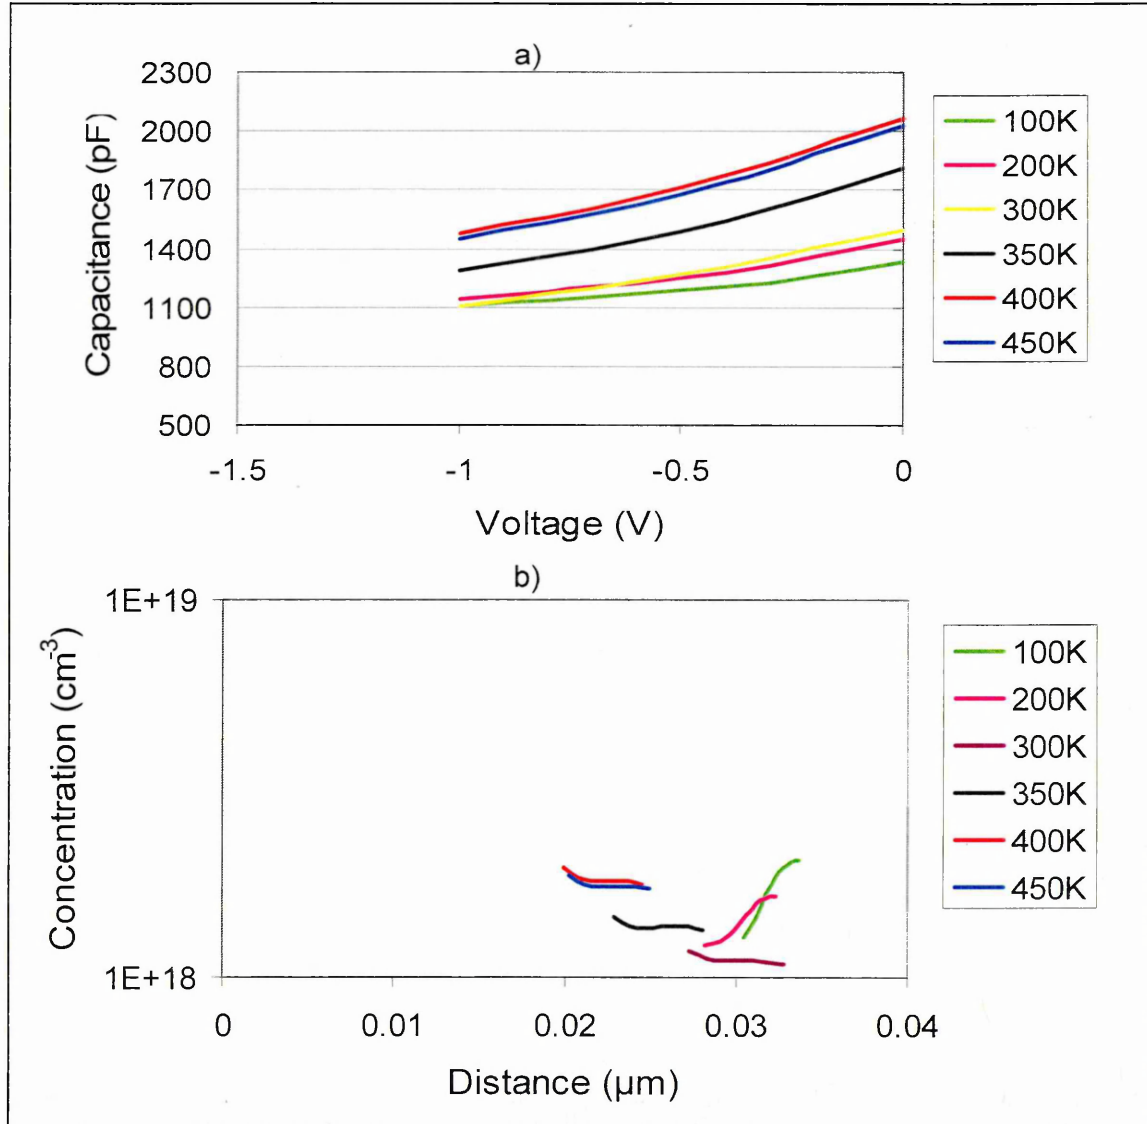 a)
2300
2000
1700
1400
1100
800
500
Capacitance (pF)
-1.5
-1
-0.5
0
Voltage (V)
100K
200K
300K
350K
400K
450K
b)
1E+19
1E+18
Concentration (cm-3)
0
0.01
0.02
0.03
0.04
Distance (µm)
100K
200K
300K
350K
400K
450K